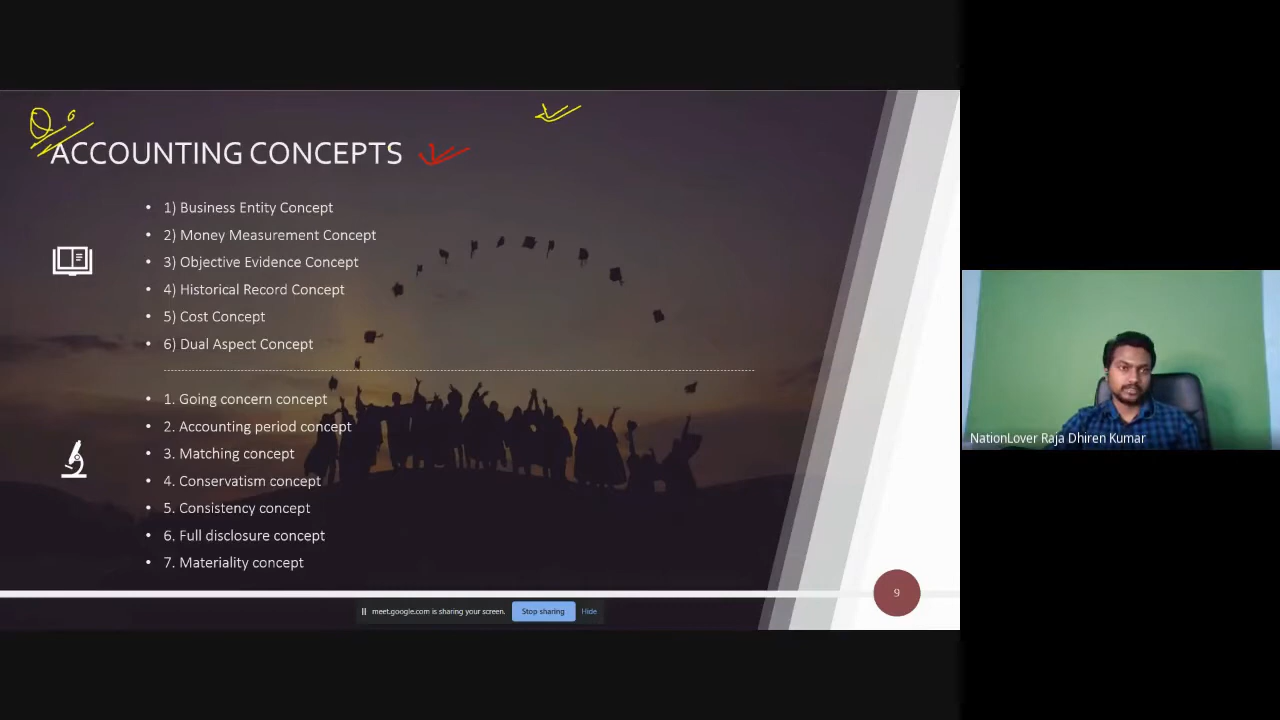 ACCOUNTING CONCEPTS
• 1) Business Entity Concept
• 2) Money Measurement Concept
• 3) Objective Evidence Concept
• 4) Historical Record Concept
• 5) Cost Concept
• 6) Dual Aspect Concept
• 1. Going concern concept
• 2. Accounting period concept
• 3. Matching concept
• 4. Conservatism concept
• 5. Consistency concept
• 6. Full disclosure concept
• 7. Materiality concept
9
meet.google.com is sharing your screen. Stop sharing Hide
NationLover Raja Dhiren Kumar